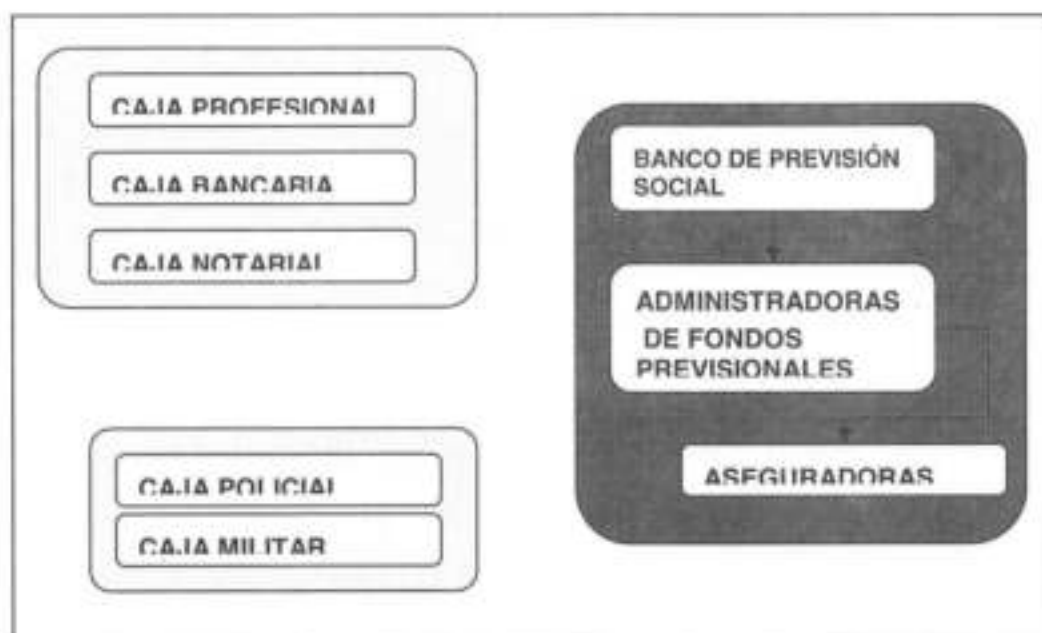 CAJA PROFESIONAL
CAJA BANCARIA
CAJA NOTARIAL
CAJA POLICIAL
CAJA MILITAR
BANCO DE PREVISIÓN
SOCIAL
ADMINISTRADORAS
DE FONDOS
PREVISIONALES
ASEGURADORAS